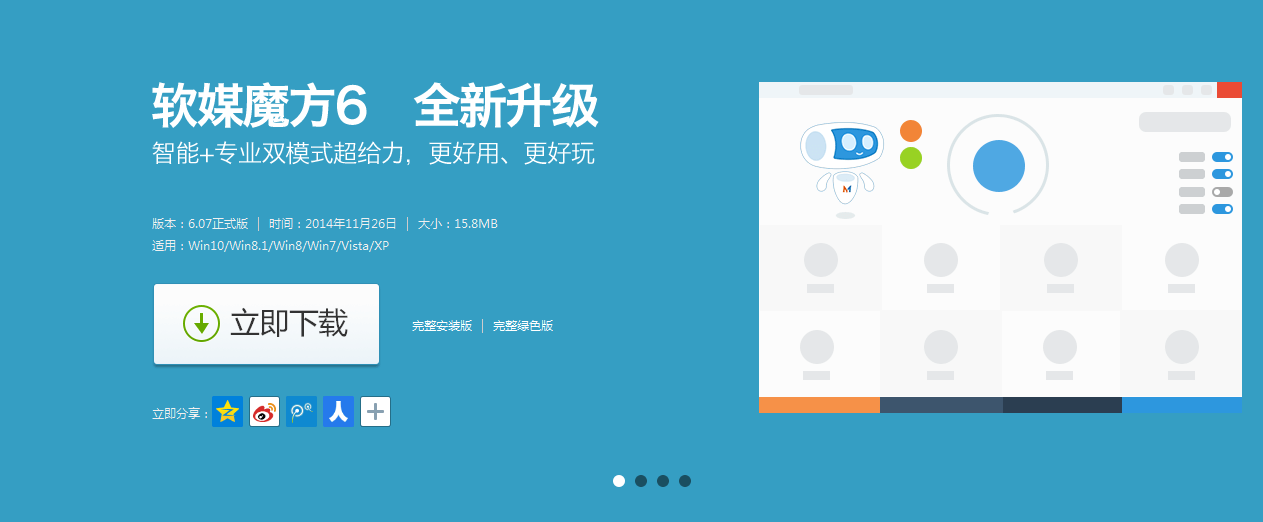 软媒魔方6 全新升级
智能+专业双模式超给力，更好用、更好玩
版本：6.07正式版 | 时间：2014年11月26日 | 大小：15.8MB
适用：Win10/Win8.1/Win8/Win7/Vista/XP
立即下载
完整安装版 | 完整绿色版
立即分享：